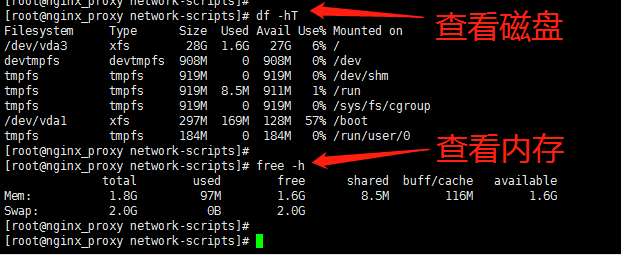 [root@nginx_proxy network-scripts]#
[root@nginx_proxy network-scripts]# df -hT
查看磁盘
Filesystem Type Size Used Avail Use% Mounted on
/dev/vda3 xfs 28G 1.6G 27G 6% /
devtmpfs devtmpfs 908M 0 908M 0% /dev
tmpfs tmpfs 919M 0 919M 0% /dev/shm
tmpfs tmpfs 919M 8.5M 911M 1% /run
tmpfs tmpfs 919M 0 919M 0% /sys/fs/cgroup
/dev/vda1 xfs 297M 169M 128M 57% /boot
tmpfs tmpfs 184M 0 184M 0% /run/user/0
[root@nginx_proxy network-scripts]#
[root@nginx_proxy network-scripts]# free -h
查看内存
total used free shared buff/cache available
Mem: 1.8G 97M 1.6G 8.5M 116M 1.6G
Swap: 2.0G 0B 2.0G
[root@nginx_proxy network-scripts]#
[root@nginx_proxy network-scripts]#